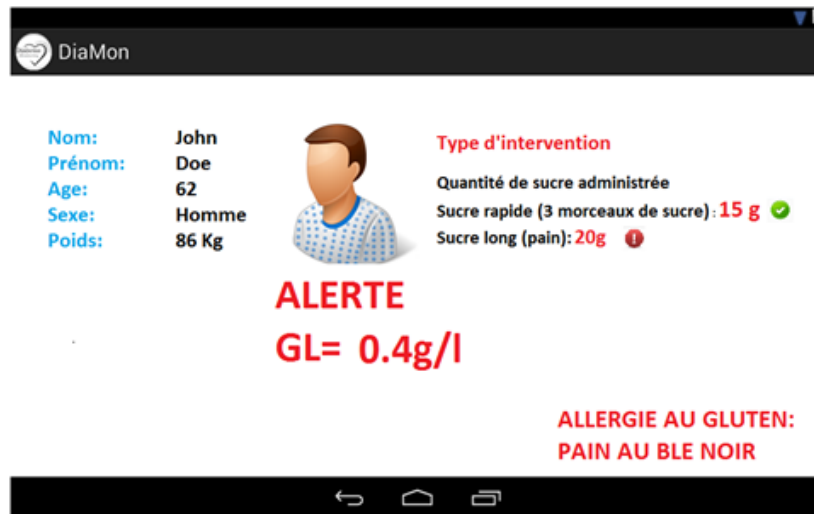 DiaMon
Nom: John
Prénom: Doe
Age: 62
Sexe: Homme
Poids: 86 Kg
Type d'intervention
Quantité de sucre administrée
Sucre rapide (3 morceaux de sucre) : 15 g
Sucre long (pain): 20g
ALERTE
GL= 0.4g/l
ALLERGIE AU GLUTEN:
PAIN AU BLE NOIR